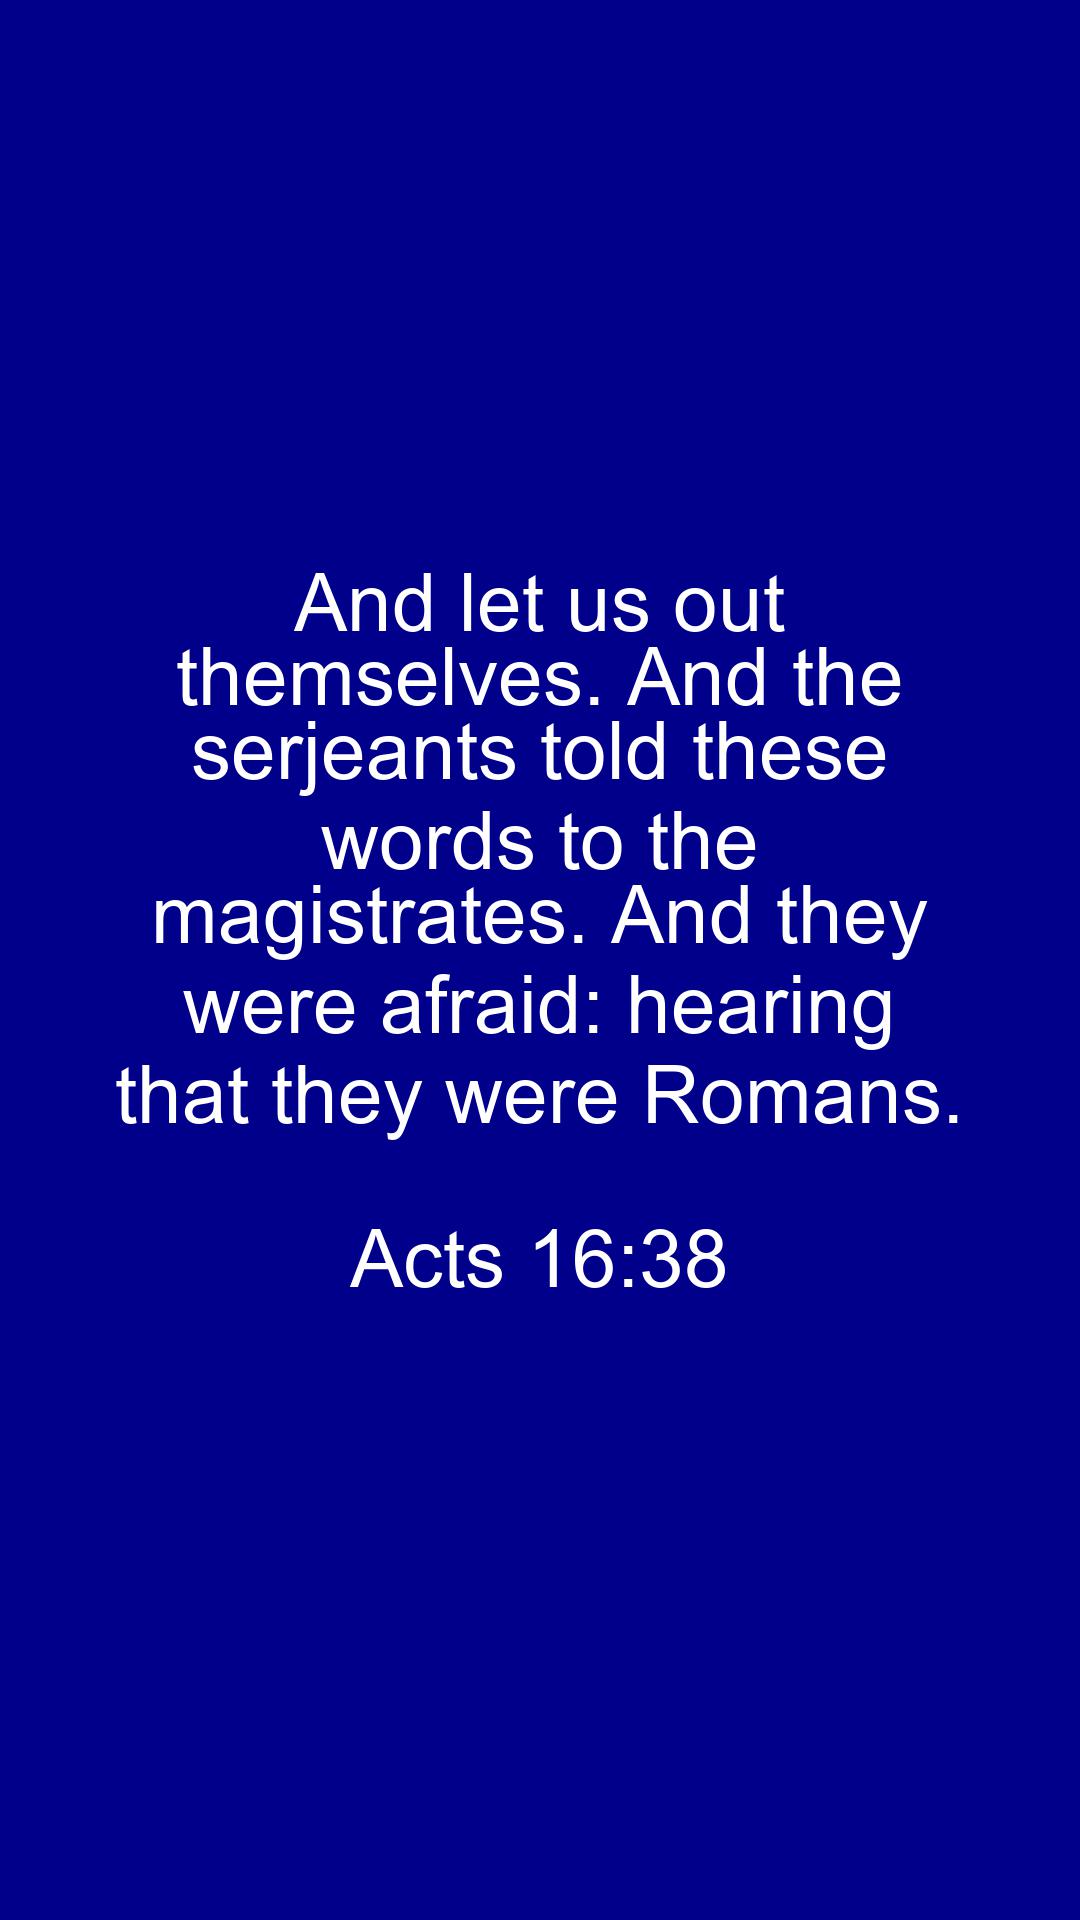 And let us out
themselves. And the
serjeants told these
words to the
magistrates. And they
were afraid: hearing
that they were Romans.
Acts 16:38